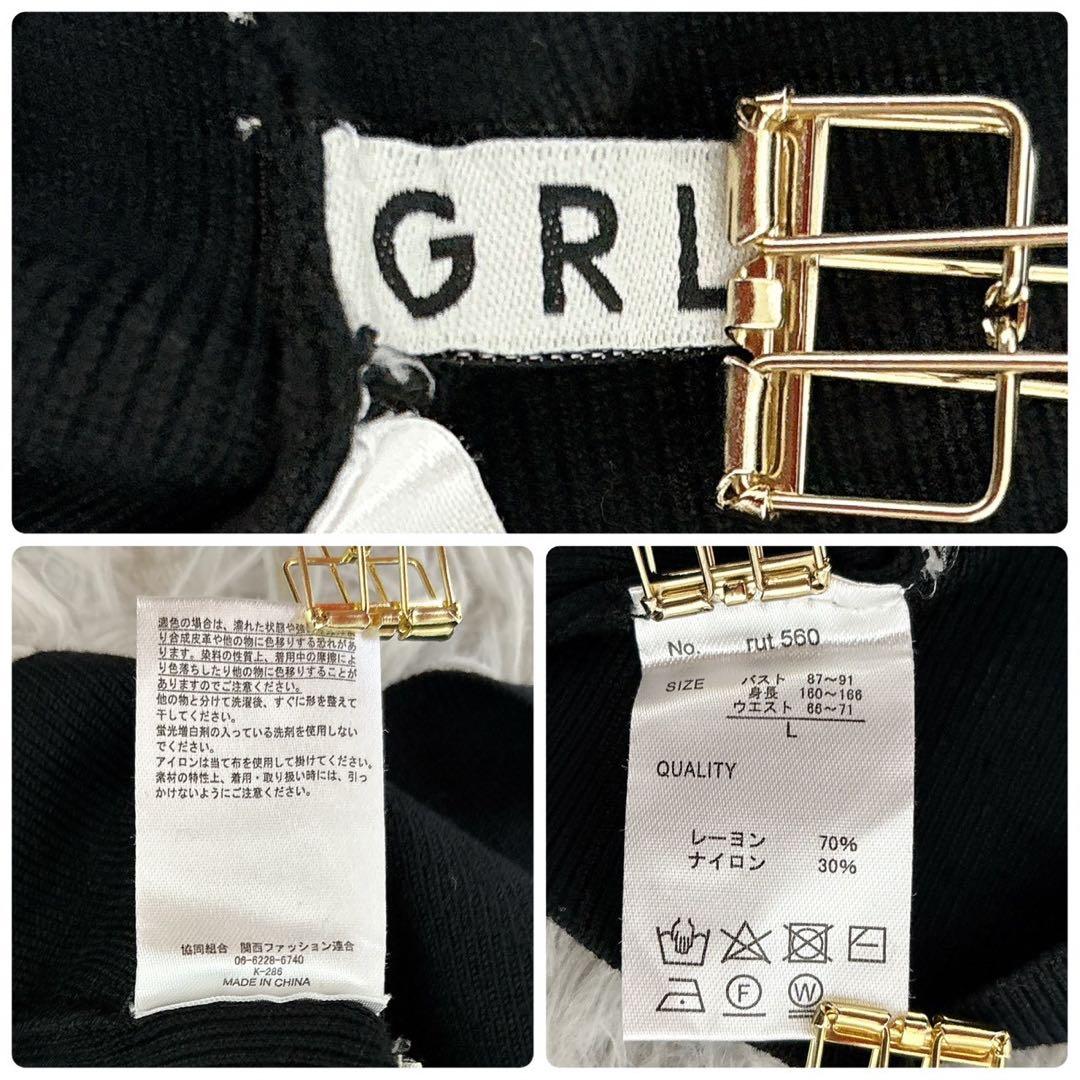 GRL
濃色の場合は、濡れた状態や強
り合成皮革や他の物に色移りする恐れがあ
ります。染料の性質上、着用中の摩擦によ
り色落ちしたり他の物に色移りすることが
ありますのでご注意ください。
他の物と分けて洗濯後、すぐに形を整えて
干してください。
蛍光増白剤の入っている洗剤を使用しない
でください。
アイロンは当て布を使用して掛けてください。
素材の特性上、着用・取り扱い時には、引っ
かけないようにご注意ください。
協同組合 関西ファッション連合
06-6228-6740
K-286
MADE IN CHINA
No. rut 560
SIZE バスト 87～91
身長 160～166
ウエスト 66～71
L
QUALITY
レーヨン 70%
ナイロン 30%
F W